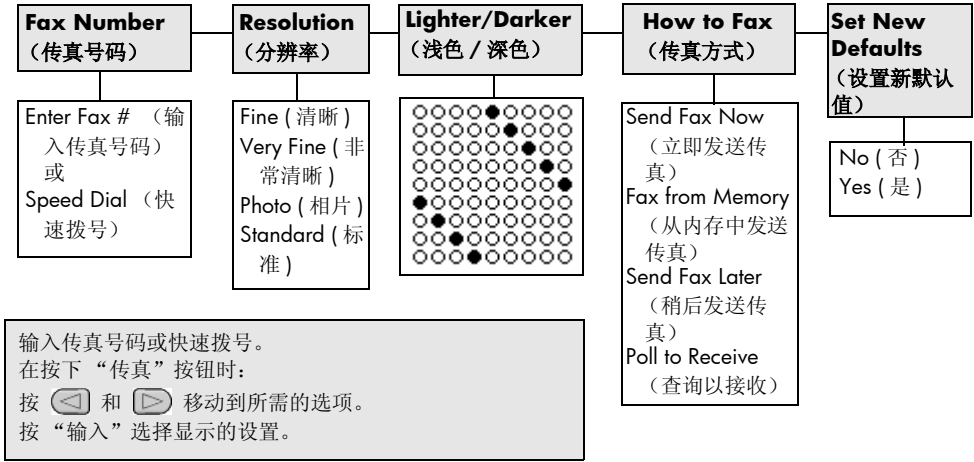 Fax Number
（传真号码）
Enter Fax # （输
入传真号码）
或
Speed Dial （快
速拨号）
Resolution
（分辨率）
Fine ( 清晰 )
Very Fine ( 非
常清晰 )
Photo ( 相片 )
Standard ( 标
准 )
Lighter/Darker
（浅色 / 深色）
How to Fax
（传真方式）
Send Fax Now
（立即发送传
真）
Fax from Memory
（从内存中发送
传真）
Send Fax Later
（稍后发送传
真）
Poll to Receive
（查询以接收）
Set New
Defaults
（设置新默认
值）
No ( 否 )
Yes ( 是 )
输入传真号码或快速拨号。
在按下 “传真”按钮时：
按 和 移动到所需的选项。
按 “输入”选择显示的设置。